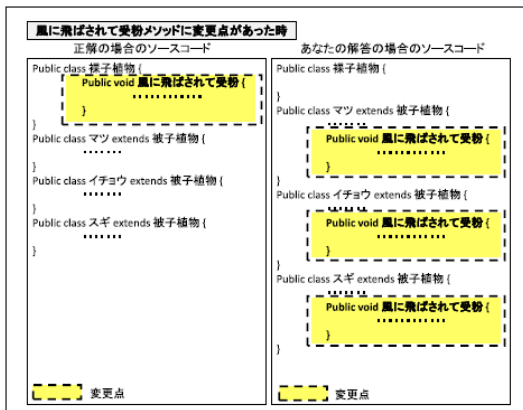 風に飛ばされて受粉メソッドに変更点があった時
正解の場合のソースコード
Public class 裸子植物 {
Public void 風に飛ばされて受粉 {
･････････････
}
}
Public class マツ extends 被子植物 {
･･･････
}
Public class イチョウ extends 被子植物 {
･･･････
}
Public class スギ extends 被子植物 {
･･･････
}
変更点
あなたの解答の場合のソースコード
Public class 裸子植物 {
}
Public class マツ extends 被子植物 {
･･･････
Public void 風に飛ばされて受粉 {
･････････････
}
}
Public class イチョウ extends 被子植物 {
･･･････
Public void 風に飛ばされて受粉 {
･････････････
}
}
Public class スギ extends 被子植物 {
･･･････
Public void 風に飛ばされて受粉 {
･････････････
}
}
変更点